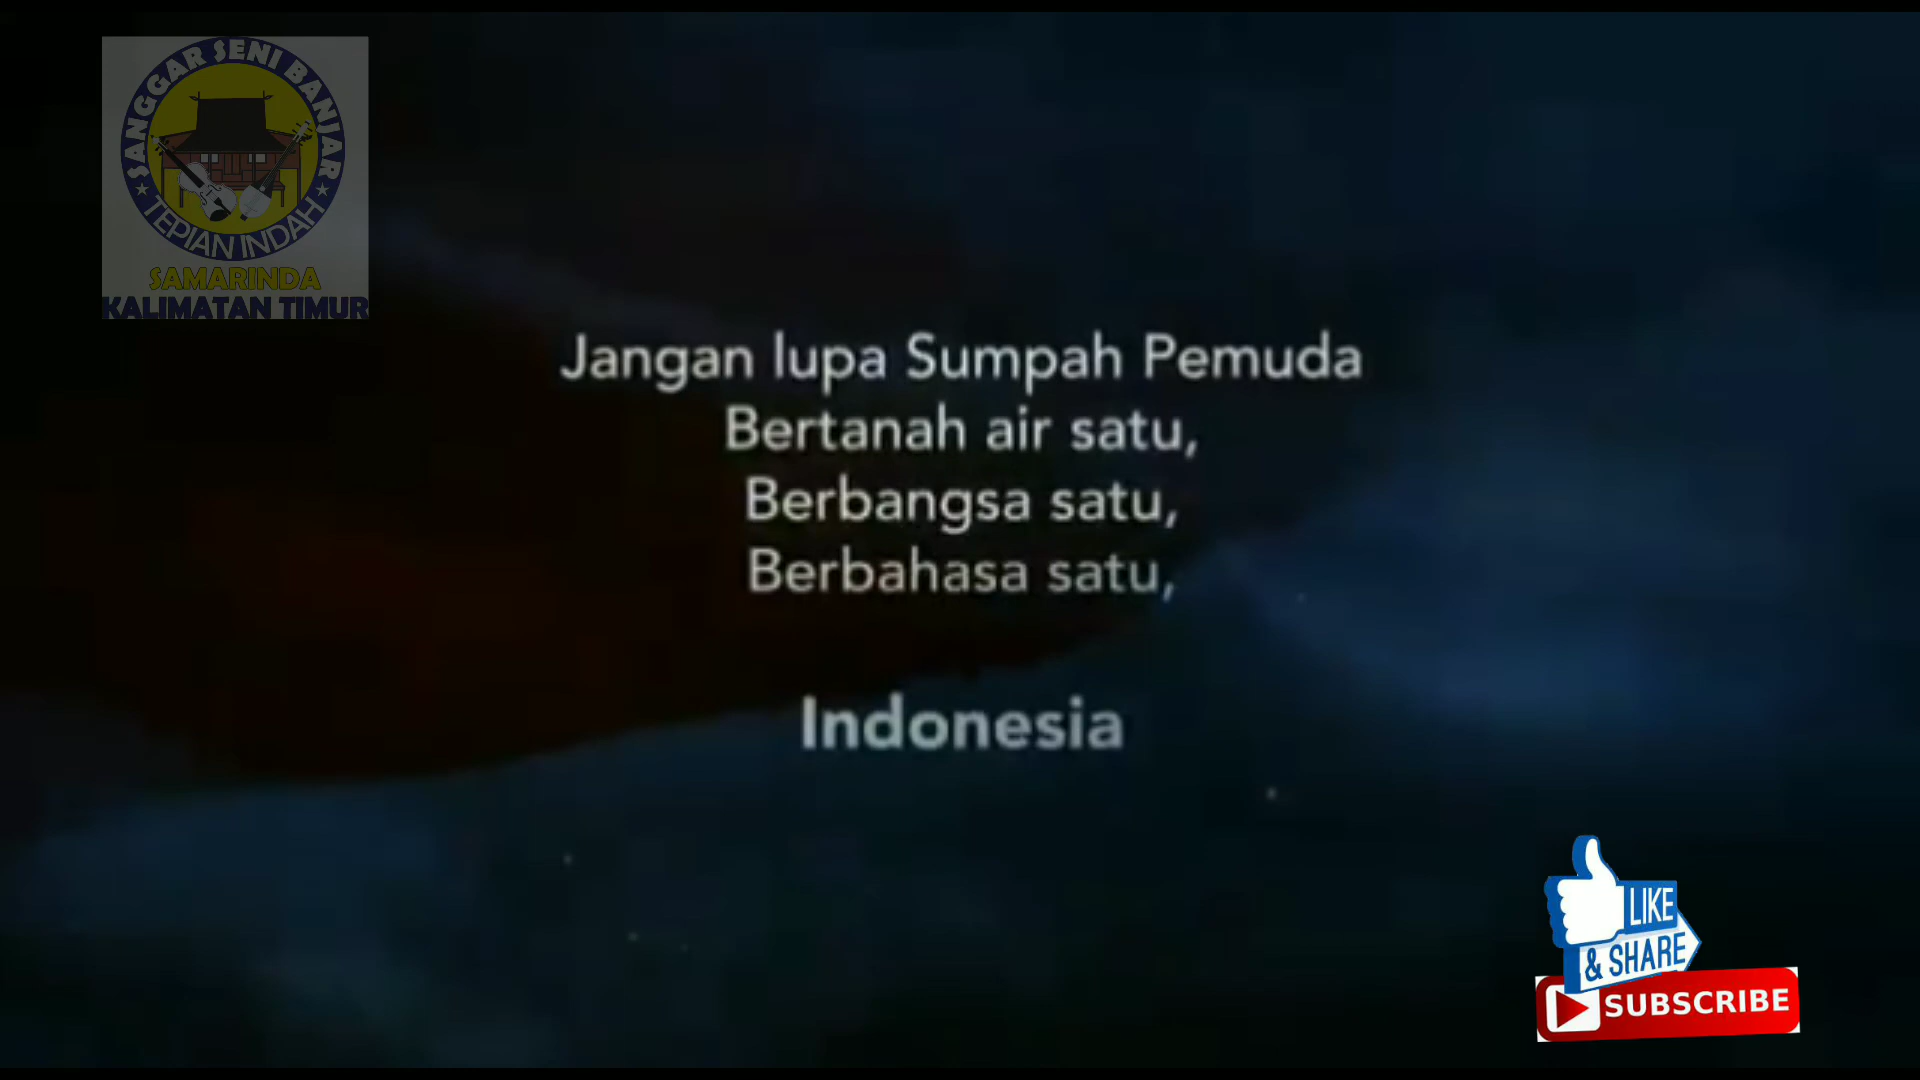 SANGGAR SENI BANJAR
TEPIAN INDAH
SAMARINDA
KALIMATAN TIMUR
Jangan lupa Sumpah Pemuda
Bertanah air satu,
Berbangsa satu,
Berbahasa satu,
Indonesia
LIKE
& SHARE
SUBSCRIBE